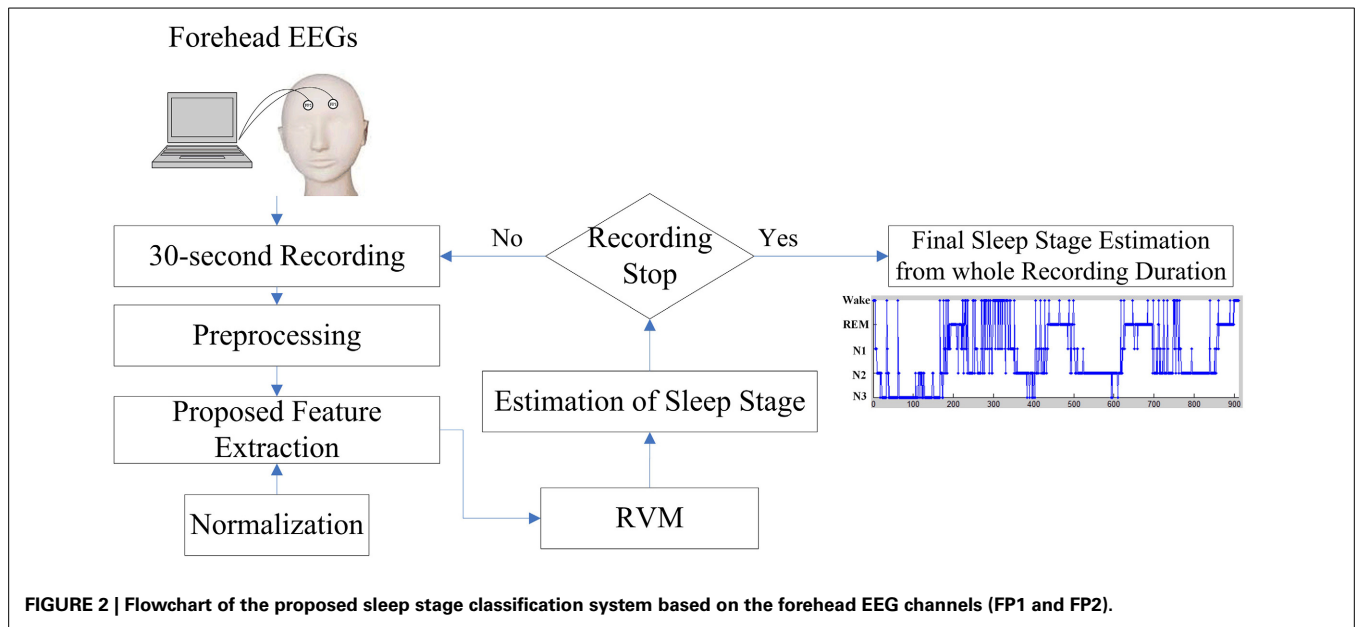 Forehead EEGs
30-second Recording
Preprocessing
Proposed Feature
Extraction
Normalization
RVM
Estimation of Sleep Stage
Recording
Stop
No
Yes
Final Sleep Stage Estimation
from whole Recording Duration
Wake
REM
N1
N2
N3
0 100 200 300 400 500 600 700 800 900
FIGURE 2 | Flowchart of the proposed sleep stage classification system based on the forehead EEG channels (FP1 and FP2).